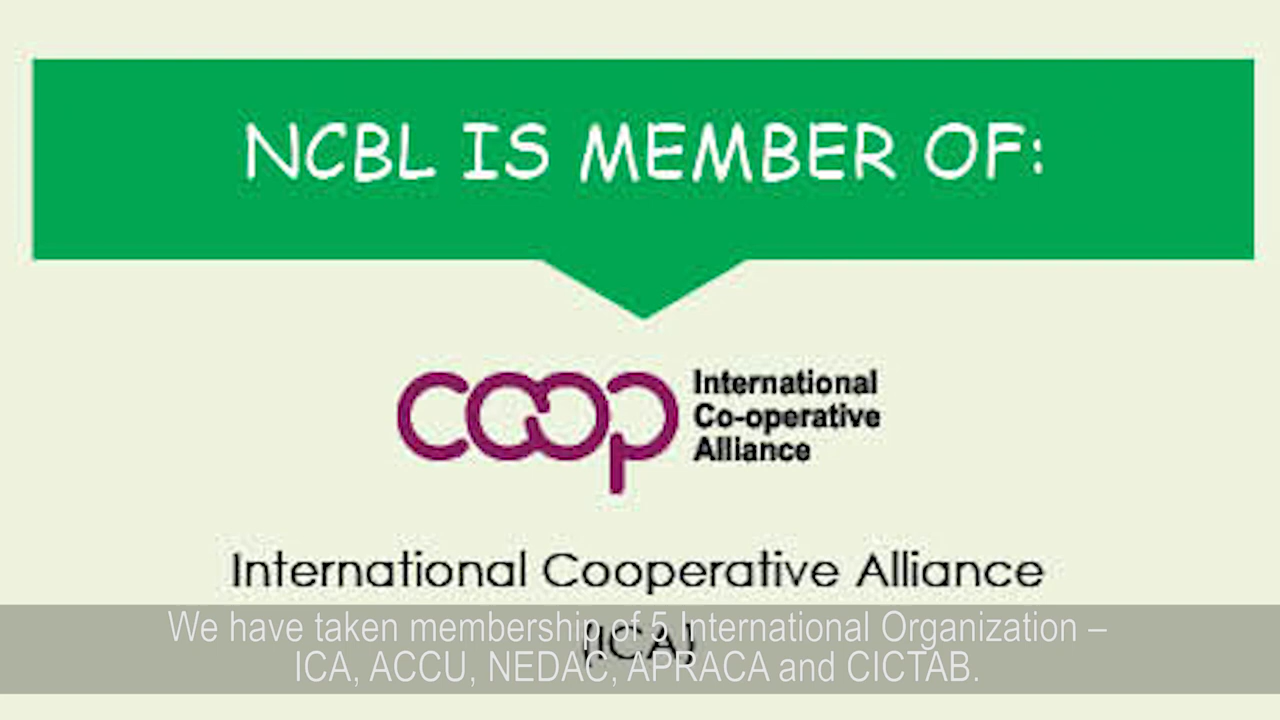 NCBL IS MEMBER OF:
coop
International
Co-operative
Alliance
International Cooperative Alliance
(ICA)
We have taken membership of 5 International Organization –
ICA, ACCU, NEDAC, APRACA and CICTAB.